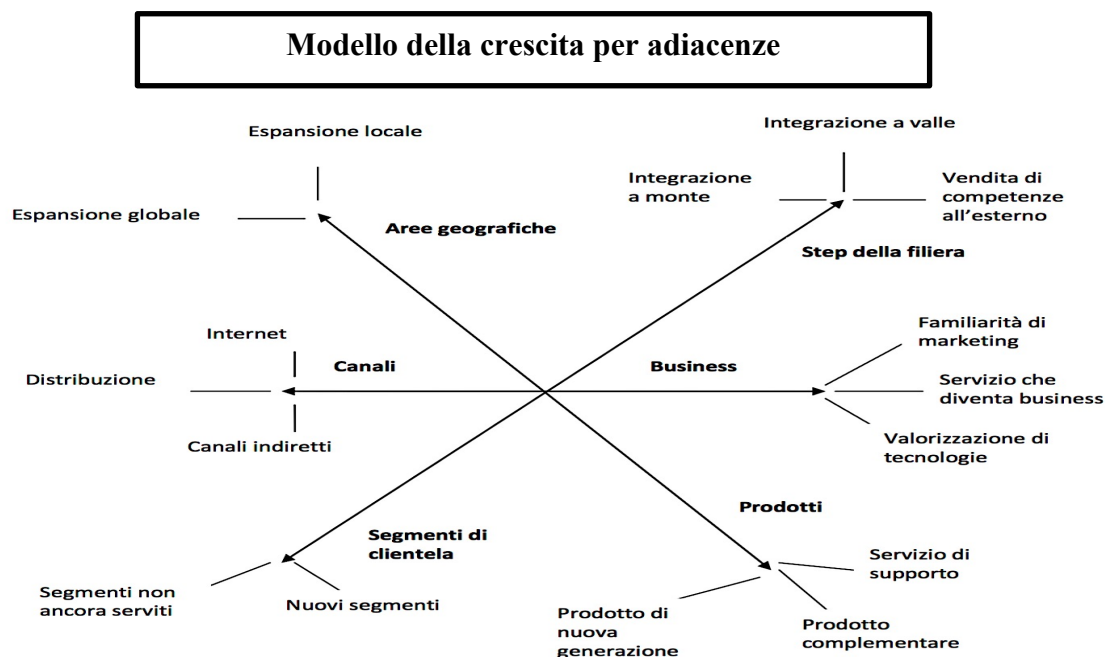 Modello della crescita per adiacenze
Espansione locale
Integrazione a valle
Integrazione
a monte
Vendita di
competenze
all'esterno
Espansione globale
Aree geografiche
Step della filiera
Internet
Familiarità di
marketing
Canali
Business
Distribuzione
Servizio che
diventa business
Canali indiretti
Valorizzazione di
tecnologie
Prodotti
Segmenti di
clientela
Servizio di
supporto
Segmenti non
ancora serviti
Nuovi segmenti
Prodotto di
nuova
generazione
Prodotto
complementare